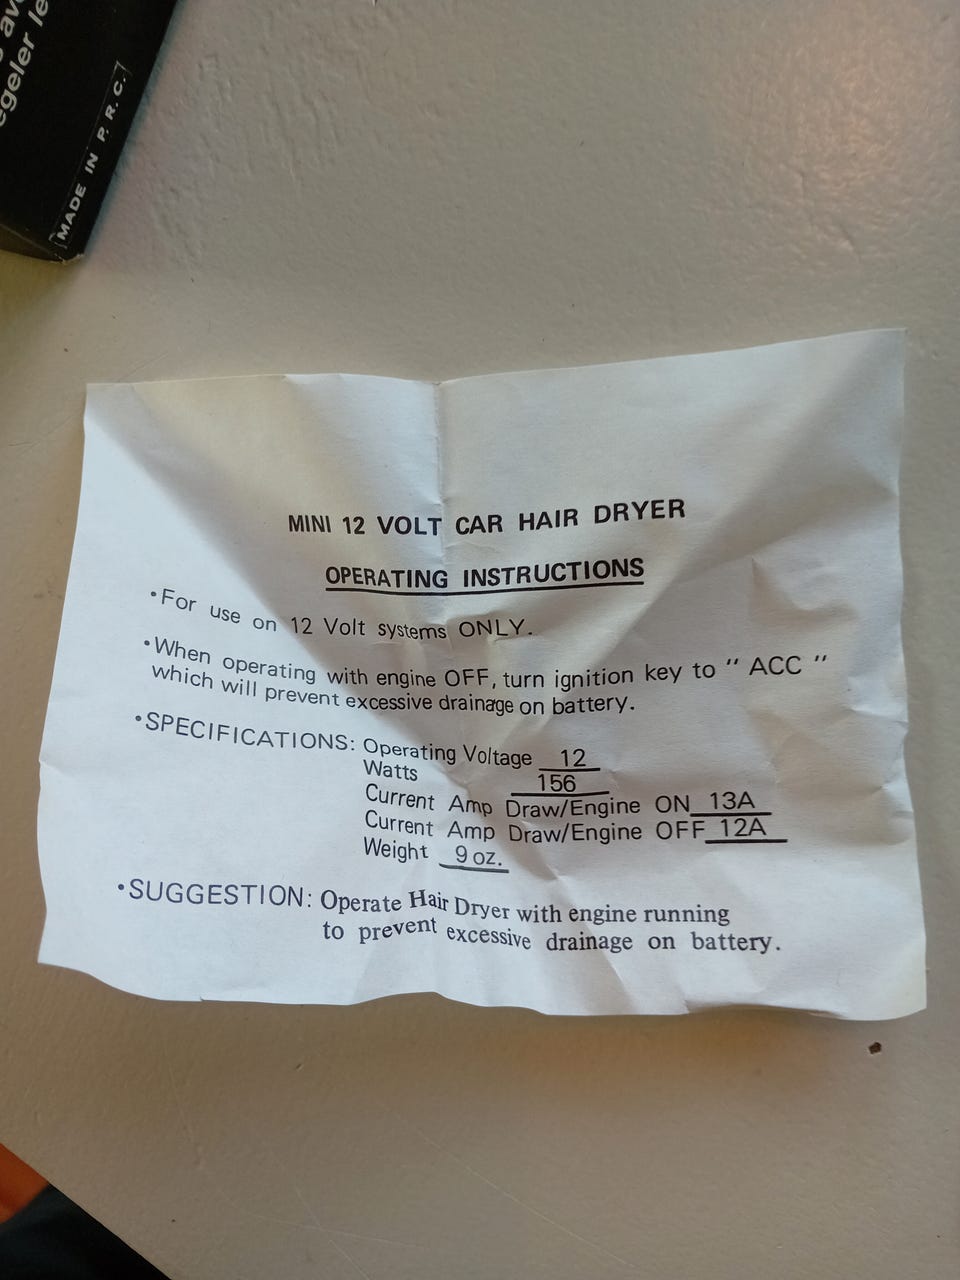 egeler le
MADE IN P.R.C.
MINI 12 VOLT CAR HAIR DRYER
OPERATING INSTRUCTIONS
•For use on 12 Volt systems ONLY.
•When operating with engine OFF, turn ignition key to " ACC "
which will prevent excessive drainage on battery.
•SPECIFICATIONS: Operating Voltage 12
Watts 156
Current Amp Draw/Engine ON 13A
Current Amp Draw/Engine OFF 12A
Weight 9 oz.
•SUGGESTION: Operate Hair Dryer with engine running
to prevent excessive drainage on battery.